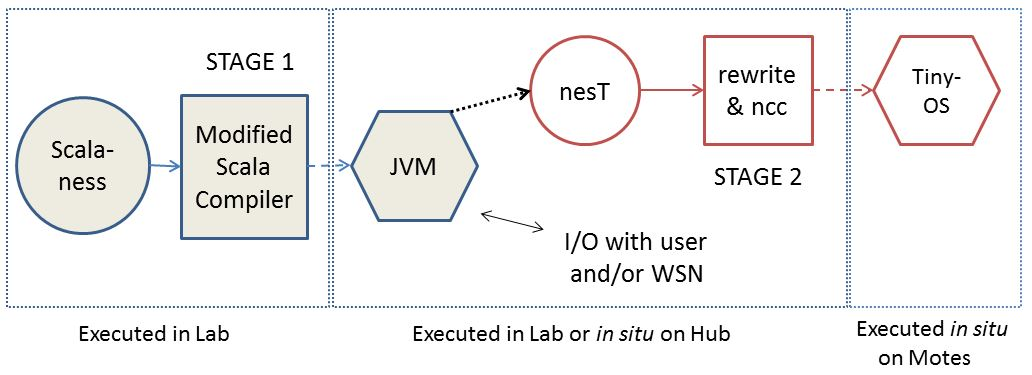 STAGE 1
Scala-
ness
Modified
Scala
Compiler
JVM
nesT
rewrite
& ncc
Tiny-
OS
STAGE 2
I/O with user
and/or WSN
Executed in Lab
Executed in Lab or in situ on Hub
Executed in situ
on Motes